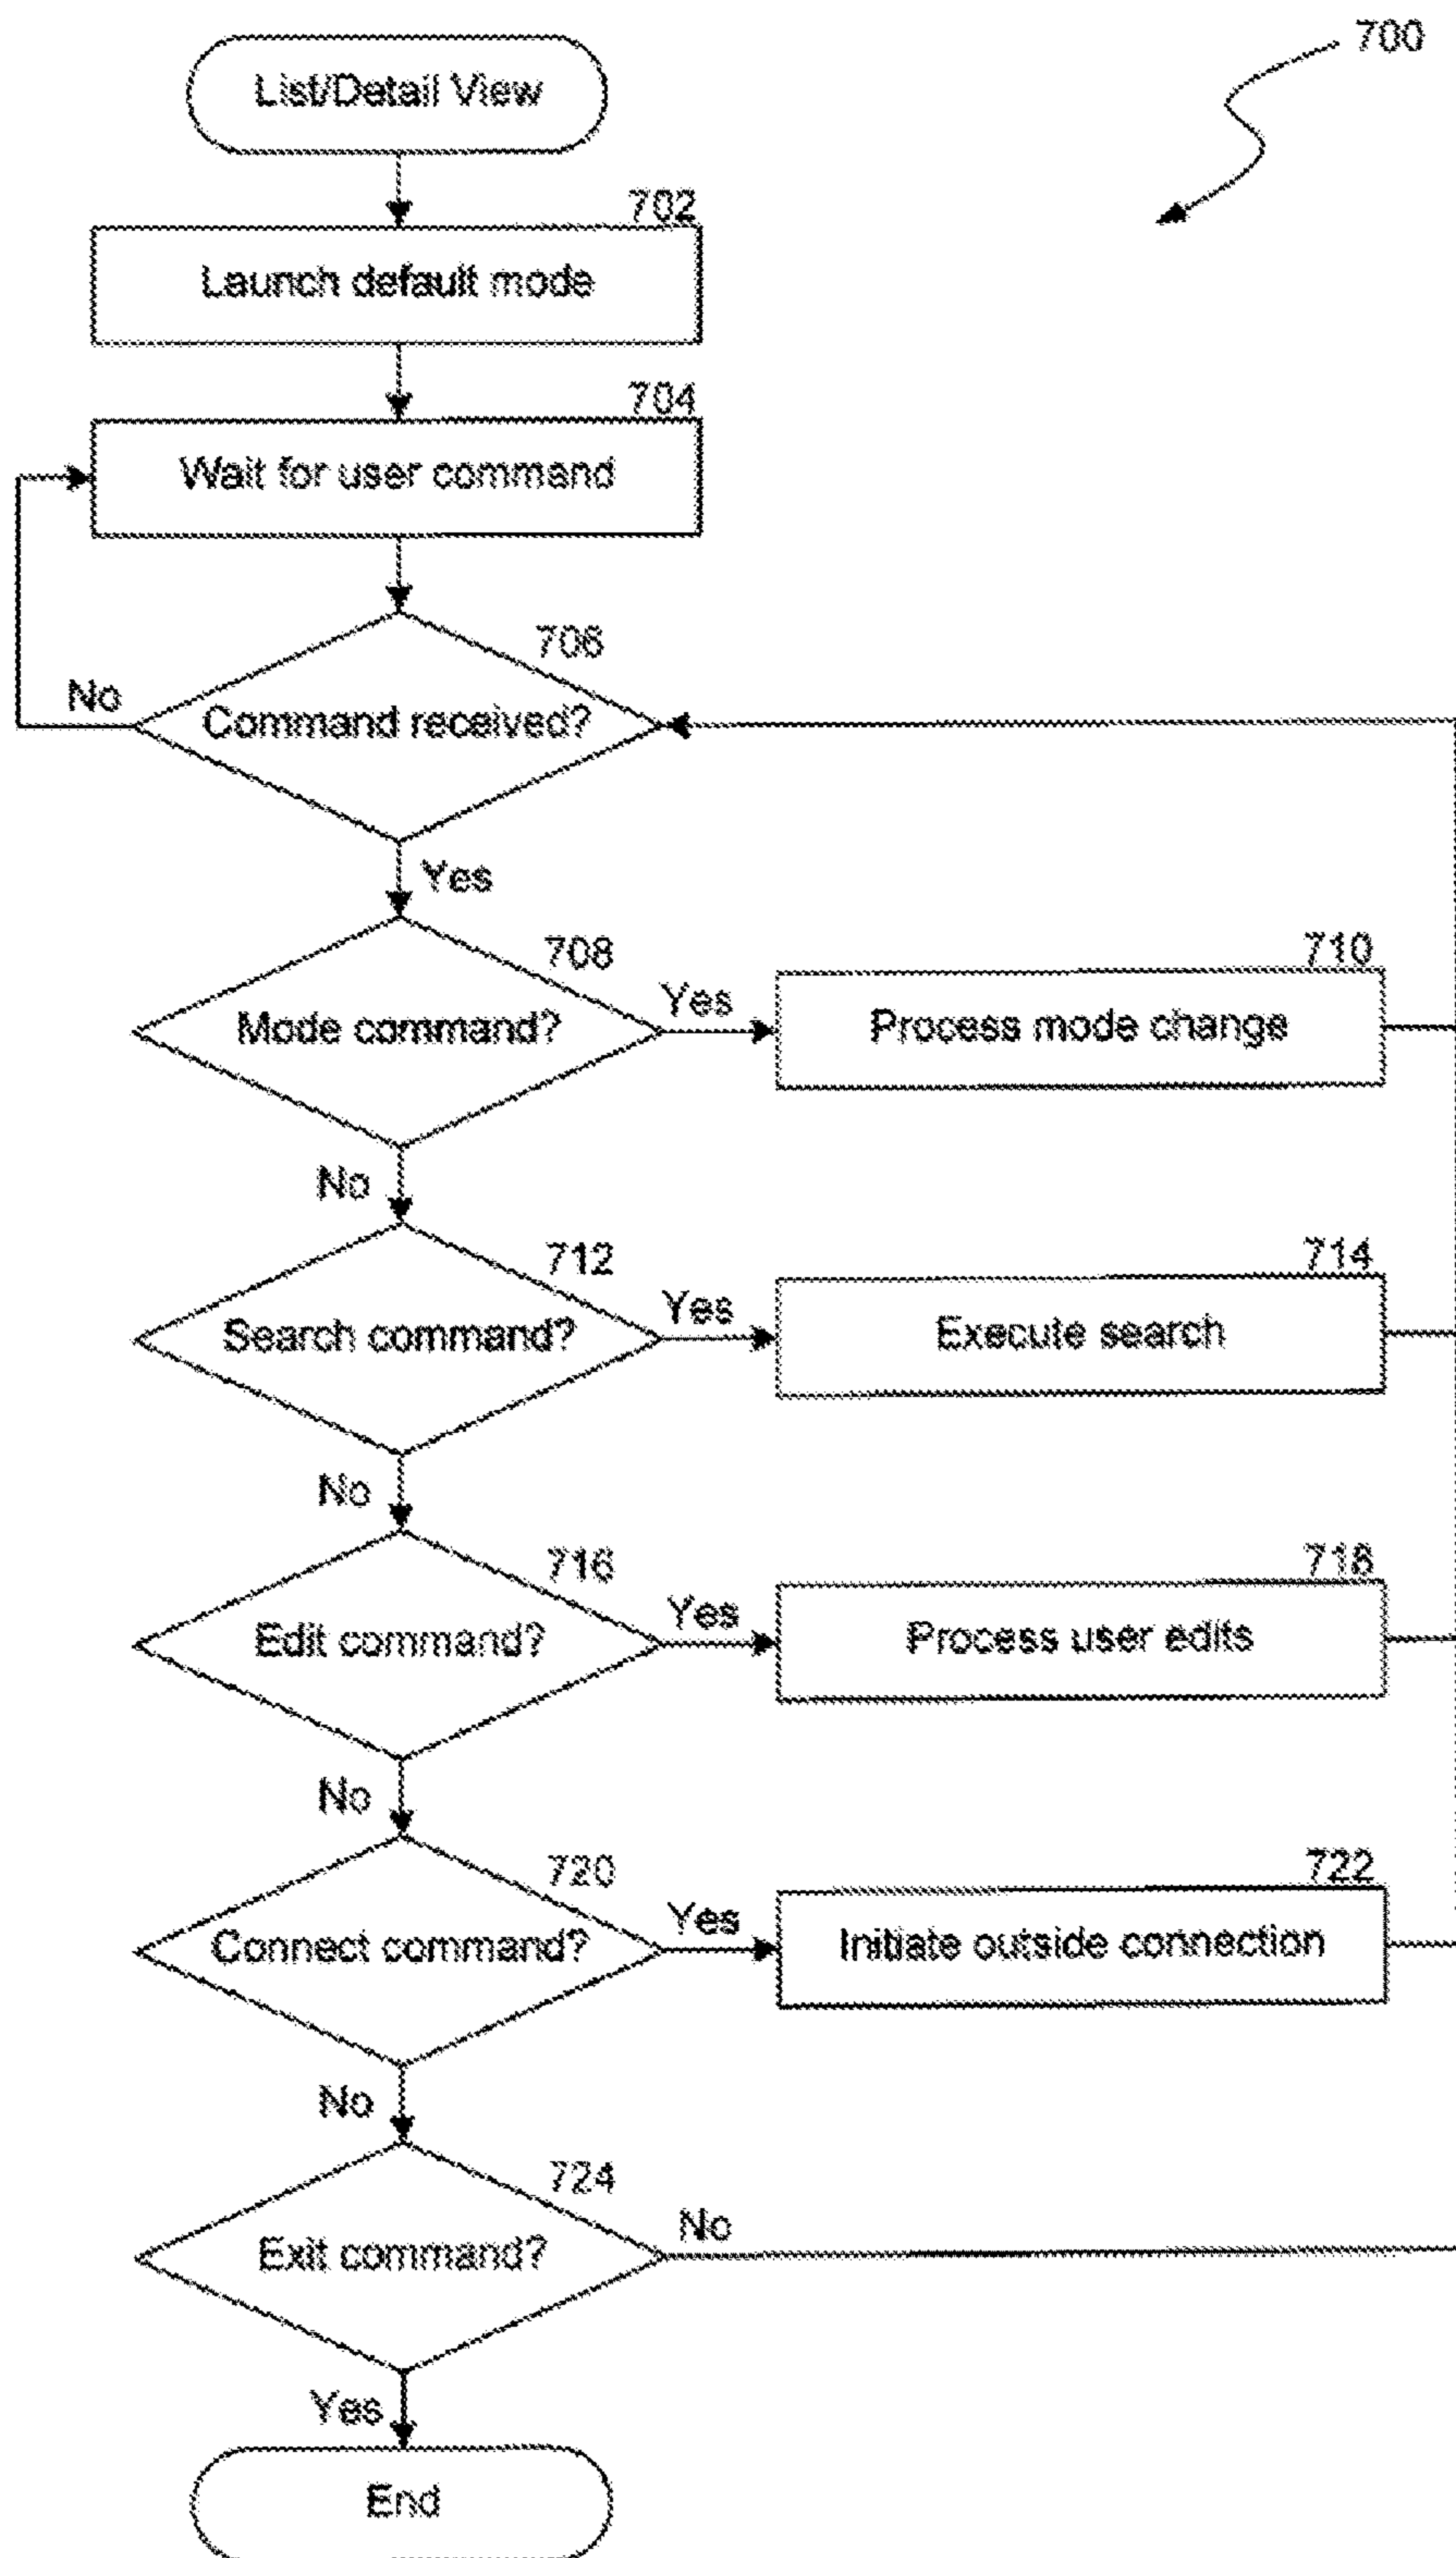 700
List/Detail View
702
Launch default mode
704
Wait for user command
706
No
Command received?
Yes
708
Mode command?
Yes
710
Process mode change
No
712
Search command?
Yes
714
Execute search
No
716
Edit command?
Yes
718
Process user edits
No
720
Connect command?
Yes
722
Initiate outside connection
No
724
Exit command?
No
Yes
End